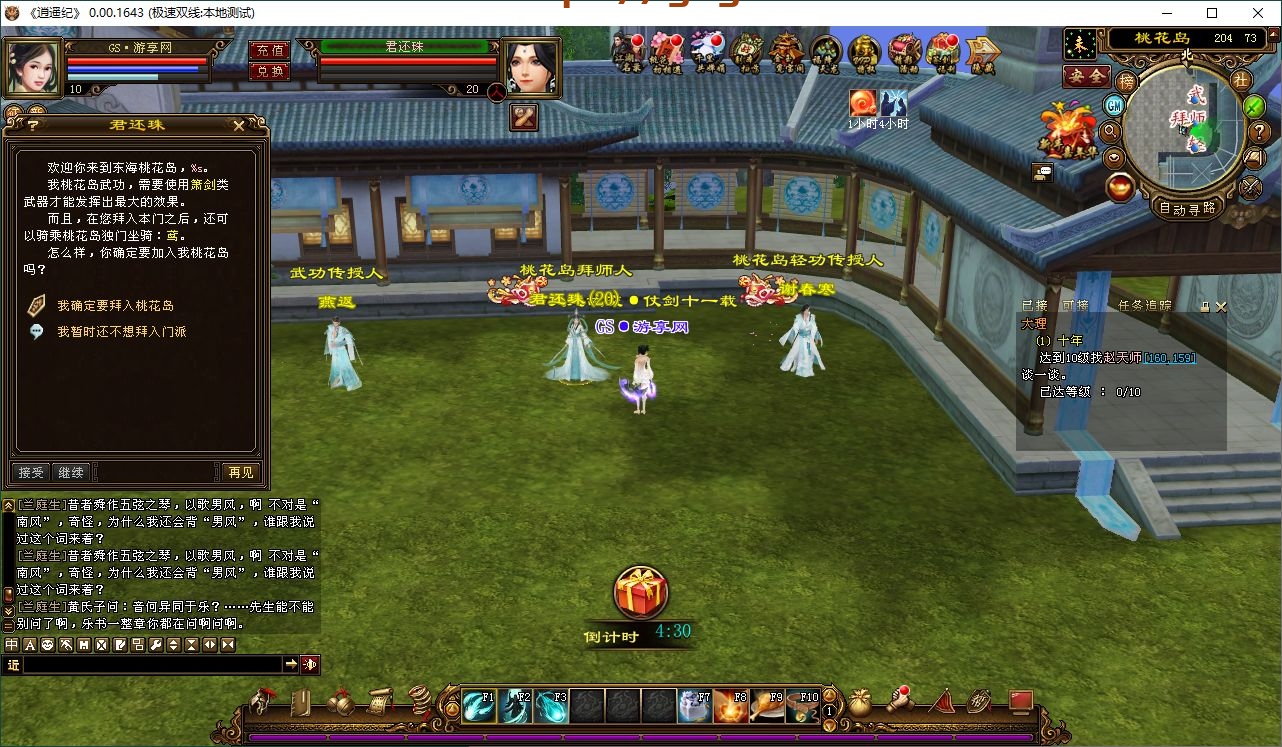 《逍遥纪》 0.00.1643 (极速双线:本地测试)
GS·游享网
10
充值
兑换
君还珠
20
桃花岛 204 73
安全
榜
社
GM
拜师
自动寻路
1小时 4小时
君还珠
欢迎你来到东海桃花岛，%s。
我桃花岛武功，需要使用箫剑类
武器才能发挥出最大的效果。
而且，在您拜入本门之后，还可
以骑乘桃花岛独门坐骑：鸢。
怎么样，你确定要加入我桃花岛
吗？
我确定要拜入桃花岛
我暂时还不想拜入门派
接受 继续 再见
武功传授人
燕返
桃花岛拜师人
君还珠(20)
仗剑十一载
GS●游享网
桃花岛轻功传授人
谢春寒
已接 可接 任务追踪
大理
(1) 十年
达到10级找赵天师[160,159]
谈一谈。
已达等级 ： 0/10
[兰庭生]昔者舜作五弦之琴，以歌男风，啊 不对是“
南风”，奇怪，为什么我还会背“男风”，谁跟我说
过这个词来着？
[兰庭生]昔者舜作五弦之琴，以歌男风，啊 不对是“
南风”，奇怪，为什么我还会背“男风”，谁跟我说
过这个词来着？
[兰庭生]黄氏子问：音何异同于乐？……先生能不能
别问了啊，乐书一整章你都在问啊问啊。
中 A
近
倒计时 4:30
F1 F2 F3 F7 F8 F9 F10
1